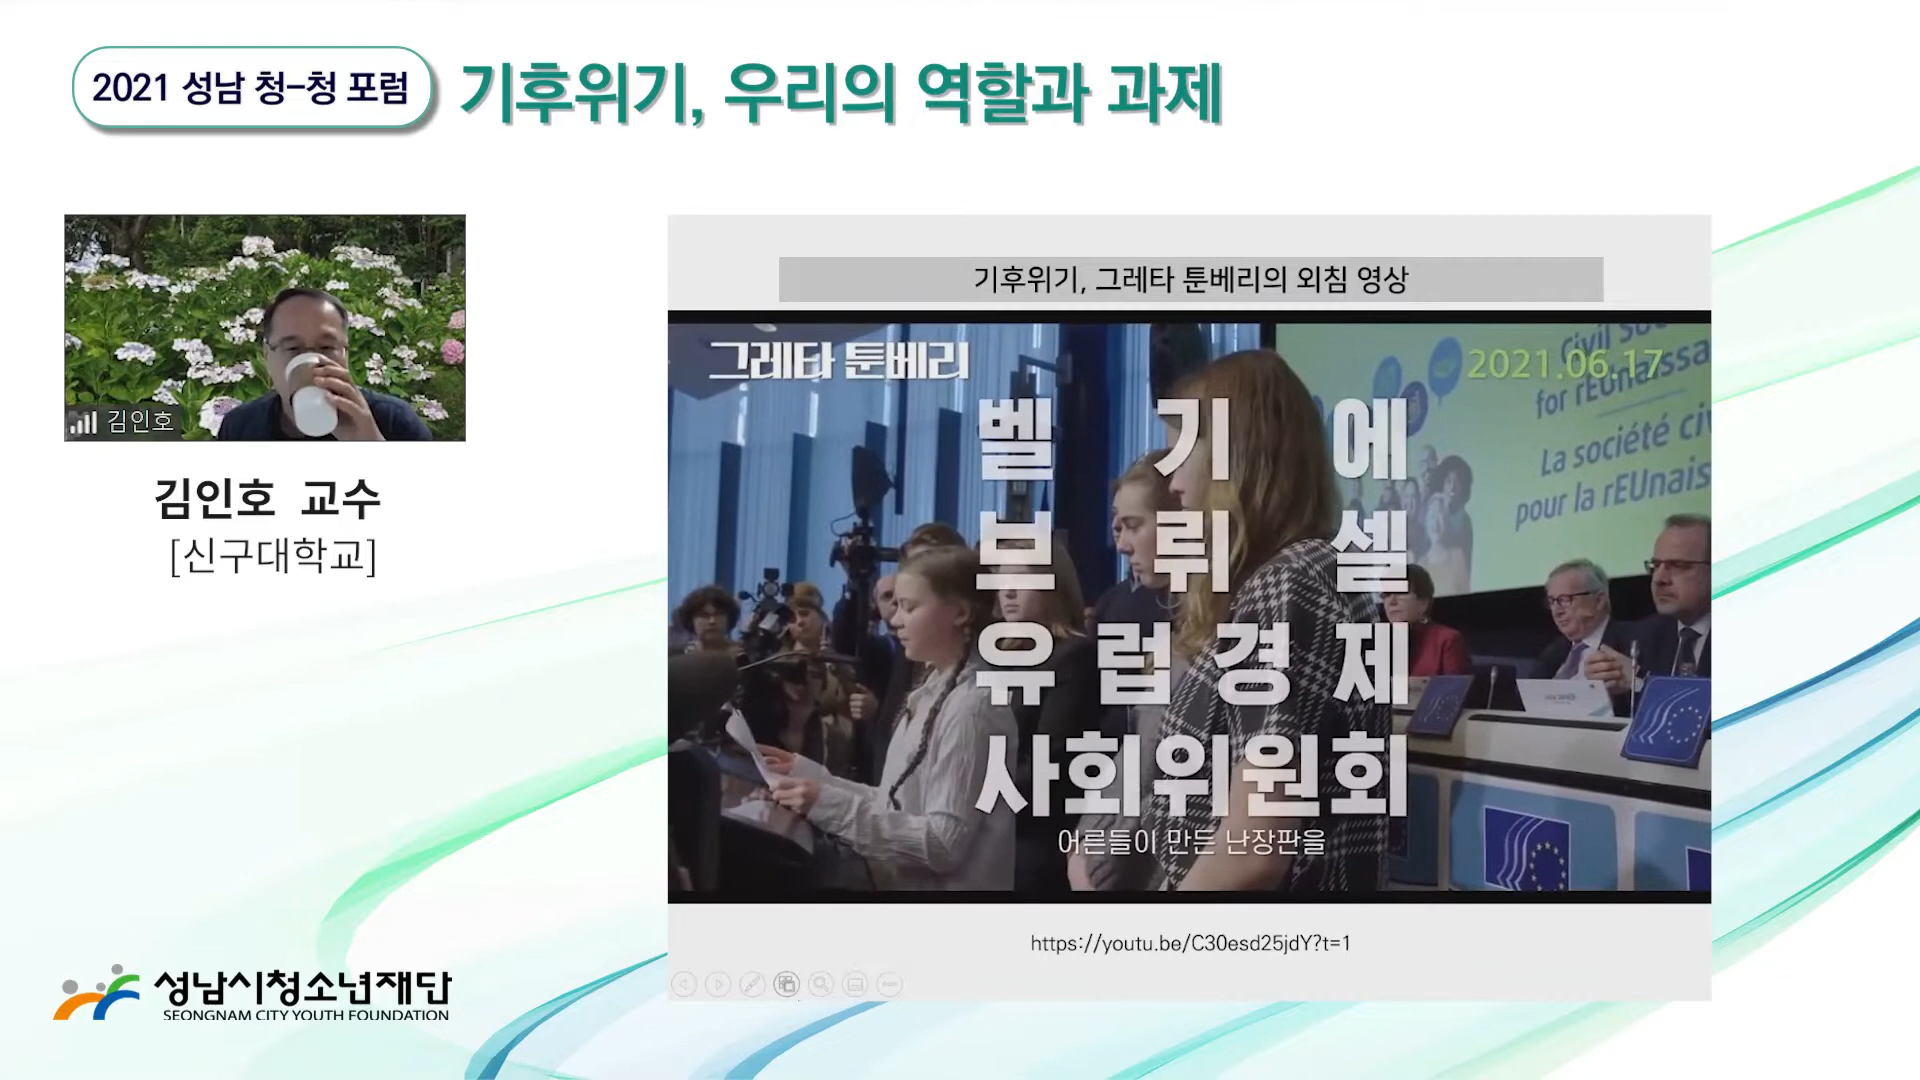 2021 성남 청-청 포럼
기후위기, 우리의 역할과 과제
김인호
김인호 교수
[신구대학교]
기후위기, 그레타 툰베리의 외침 영상
그레타 툰베리
2021.06.17
Civil So
for rEUnaissa
La société civ
pour la rEUnais
벨기에
브뤼셀
유럽경제
사회위원회
어른들이 만든 난장판을
https://youtu.be/C30esd25jdY?t=1
성남시청소년재단
SEONGNAM CITY YOUTH FOUNDATION